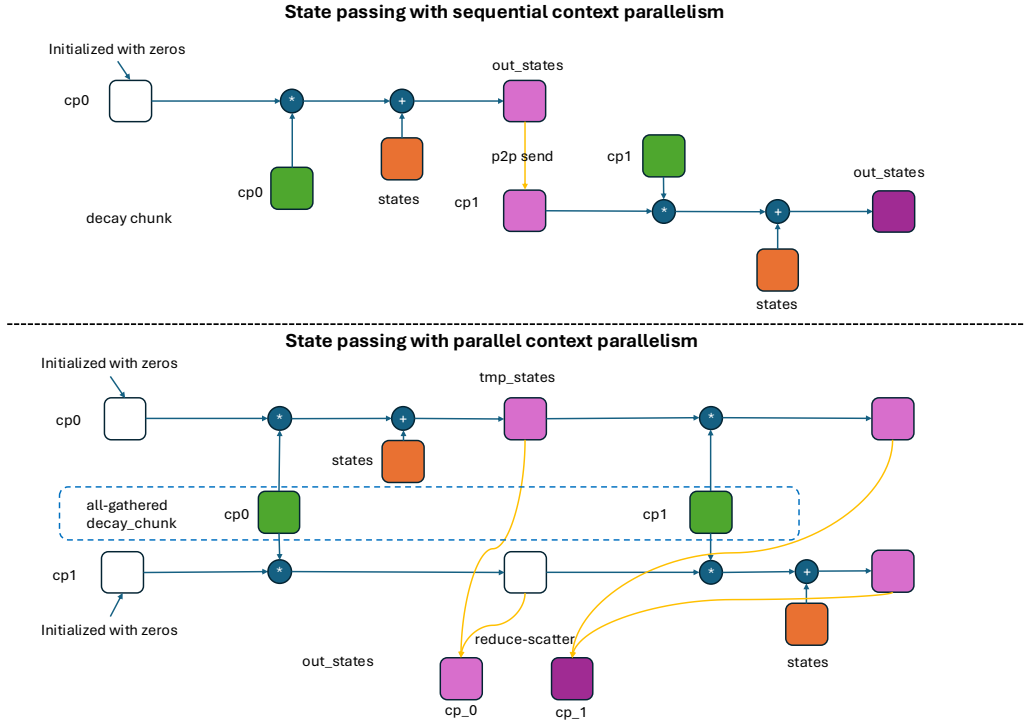 State passing with sequential context parallelism
Initialized with zeros
out_states
cp0
*
+
p2p send
cp1
cp0
states
out_states
cp1
decay chunk
*
+
states
State passing with parallel context parallelism
Initialized with zeros
tmp_states
cp0
*
+
*
states
all-gathered
decay_chunk
cp0
cp1
cp1
*
*
+
Initialized with zeros
reduce-scatter
out_states
states
cp_0
cp_1